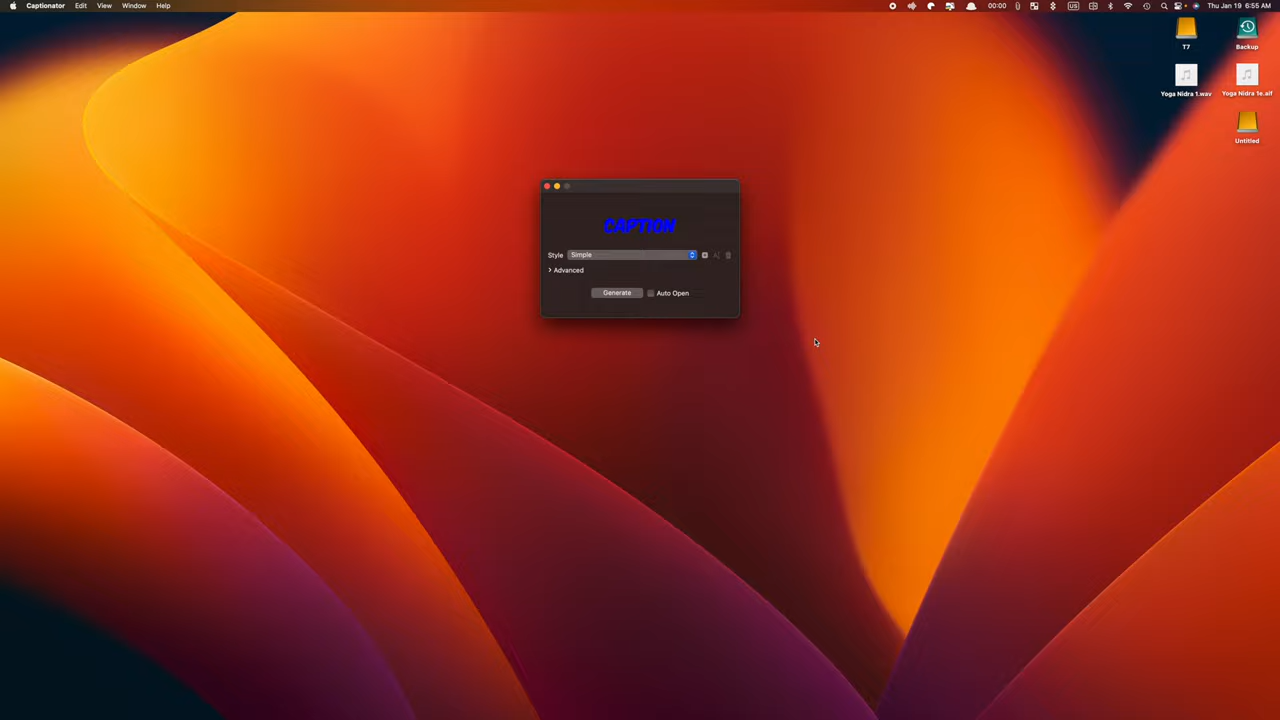 Captionator Edit View Window Help 00:00 US Thu Jan 19 6:55 AM
T7 Backup
Yoga Nidra 1.wav Yoga Nidra 1e.aif
Untitled
CAPTION
Style Simple
Advanced
Generate Auto Open